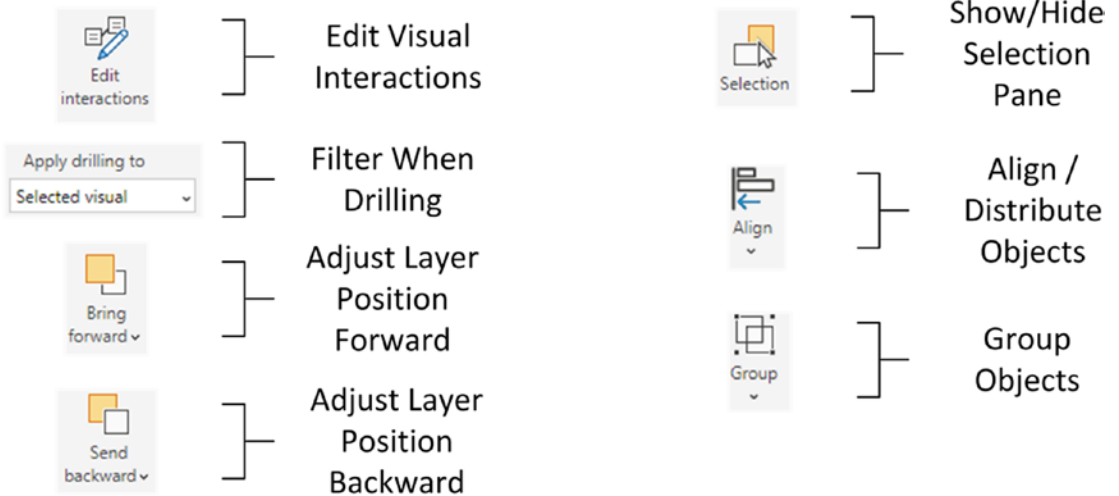 Edit
interactions
Edit Visual
Interactions
Apply drilling to
Selected visual
Filter When
Drilling
Bring
forward
Adjust Layer
Position
Forward
Send
backward
Adjust Layer
Position
Backward
Selection
Show/Hide
Selection
Pane
Align
Align /
Distribute
Objects
Group
Group
Objects